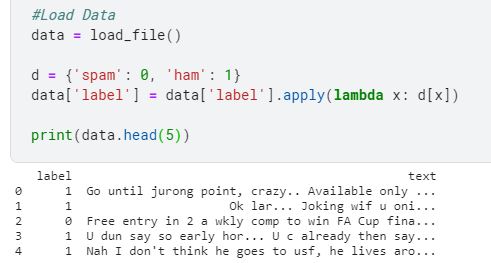 #Load Data
data = load_file()
d = {'spam': 0, 'ham': 1}
data['label'] = data['label'].apply(lambda x: d[x])
print(data.head(5))
label text
0 1 Go until jurong point, crazy.. Available only ...
1 1 Ok lar... Joking wif u oni...
2 0 Free entry in 2 a wkly comp to win FA Cup fina...
3 1 U dun say so early hor... U c already then say...
4 1 Nah I don't think he goes to usf, he lives aro...